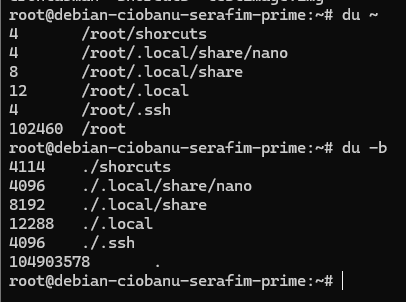 root@debian-ciobanu-serafim-prime:~# du ~
4 /root/shorcuts
4 /root/.local/share/nano
8 /root/.local/share
12 /root/.local
4 /root/.ssh
102460 /root
root@debian-ciobanu-serafim-prime:~# du -b
4114 ./shorcuts
4096 ./.local/share/nano
8192 ./.local/share
12288 ./.local
4096 ./.ssh
104903578 .
root@debian-ciobanu-serafim-prime:~#